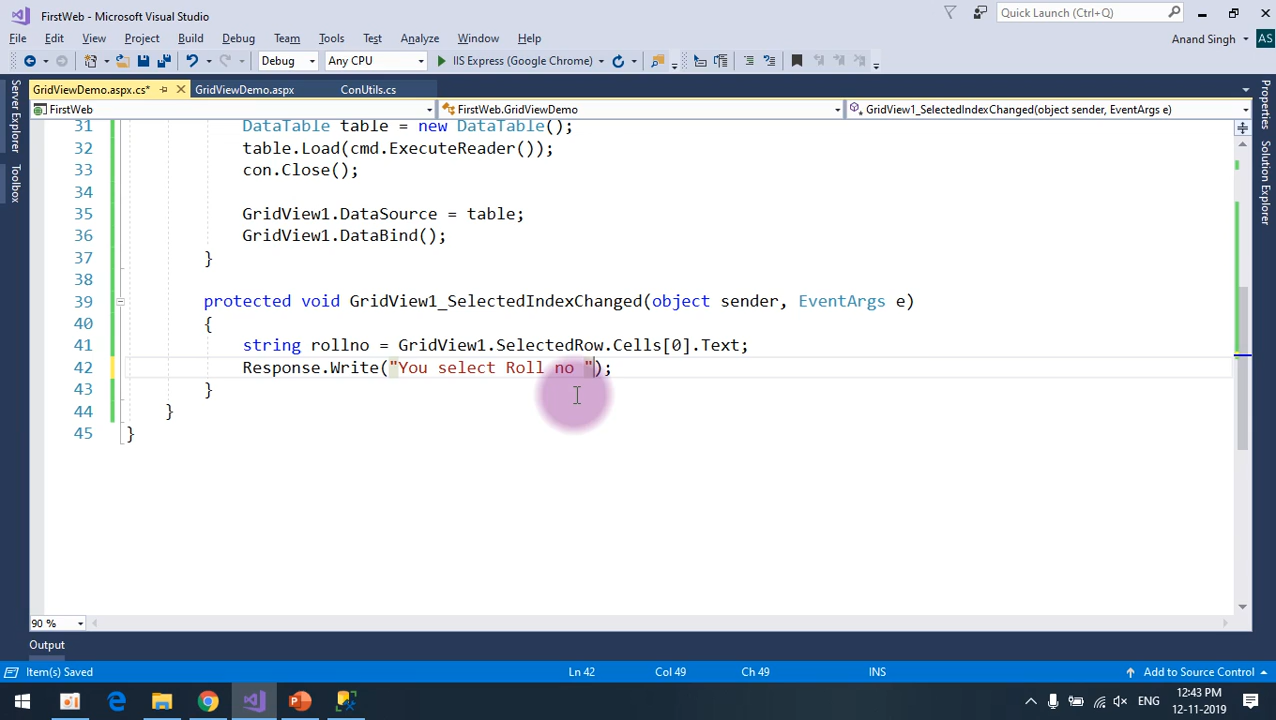 FirstWeb - Microsoft Visual Studio
Quick Launch (Ctrl+Q)
File Edit View Project Build Debug Team Tools Test Analyze Window Help
Anand Singh AS
Debug Any CPU IIS Express (Google Chrome)
GridViewDemo.aspx.cs* GridViewDemo.aspx ConUtils.cs
FirstWeb FirstWeb.GridViewDemo GridView1_SelectedIndexChanged(object sender, EventArgs e)
Server Explorer
Toolbox
Properties
Solution Explorer
31 DataTable table = new DataTable();
32 table.Load(cmd.ExecuteReader());
33 con.Close();
34
35 GridView1.DataSource = table;
36 GridView1.DataBind();
37 }
38
39 protected void GridView1_SelectedIndexChanged(object sender, EventArgs e)
40 {
41 string rollno = GridView1.SelectedRow.Cells[0].Text;
42 Response.Write("You select Roll no ");
43 }
44 }
45 }
90 %
Output
Item(s) Saved Ln 42 Col 49 Ch 49 INS Add to Source Control
ENG 12:43 PM
12-11-2019